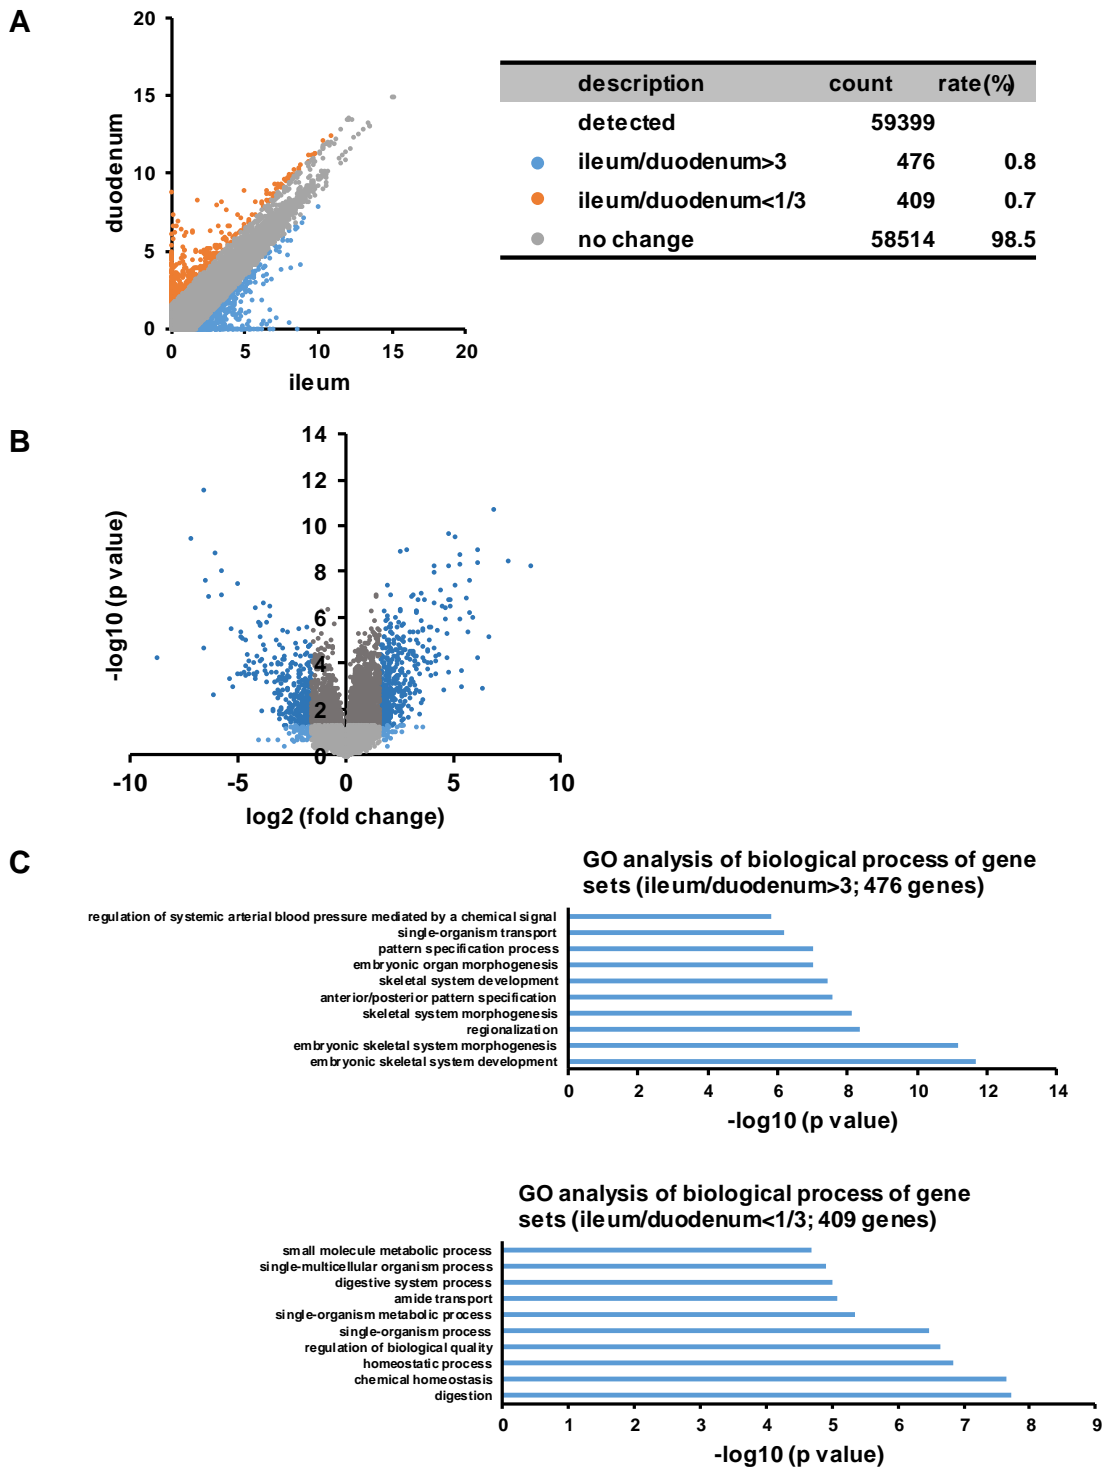 A
20
15
10
5
0
duodenum
0 5 10 15 20
ileum
description count rate(%)
detected 59399
ileum/duodenum>3 476 0.8
ileum/duodenum<1/3 409 0.7
no change 58514 98.5
B
14
12
10
8
6
4
2
0
-log10 (p value)
-10 -5 0 5 10
log2 (fold change)
C
GO analysis of biological process of gene
sets (ileum/duodenum>3; 476 genes)
regulation of systemic arterial blood pressure mediated by a chemical signal
single-organism transport
pattern specification process
embryonic organ morphogenesis
skeletal system development
anterior/posterior pattern specification
skeletal system morphogenesis
regionalization
embryonic skeletal system morphogenesis
embryonic skeletal system development
0 2 4 6 8 10 12 14
-log10 (p value)
GO analysis of biological process of gene
sets (ileum/duodenum<1/3; 409 genes)
small molecule metabolic process
single-multicellular organism process
digestive system process
amide transport
single-organism metabolic process
single-organism process
regulation of biological quality
homeostatic process
chemical homeostasis
digestion
0 1 2 3 4 5 6 7 8 9
-log10 (p value)